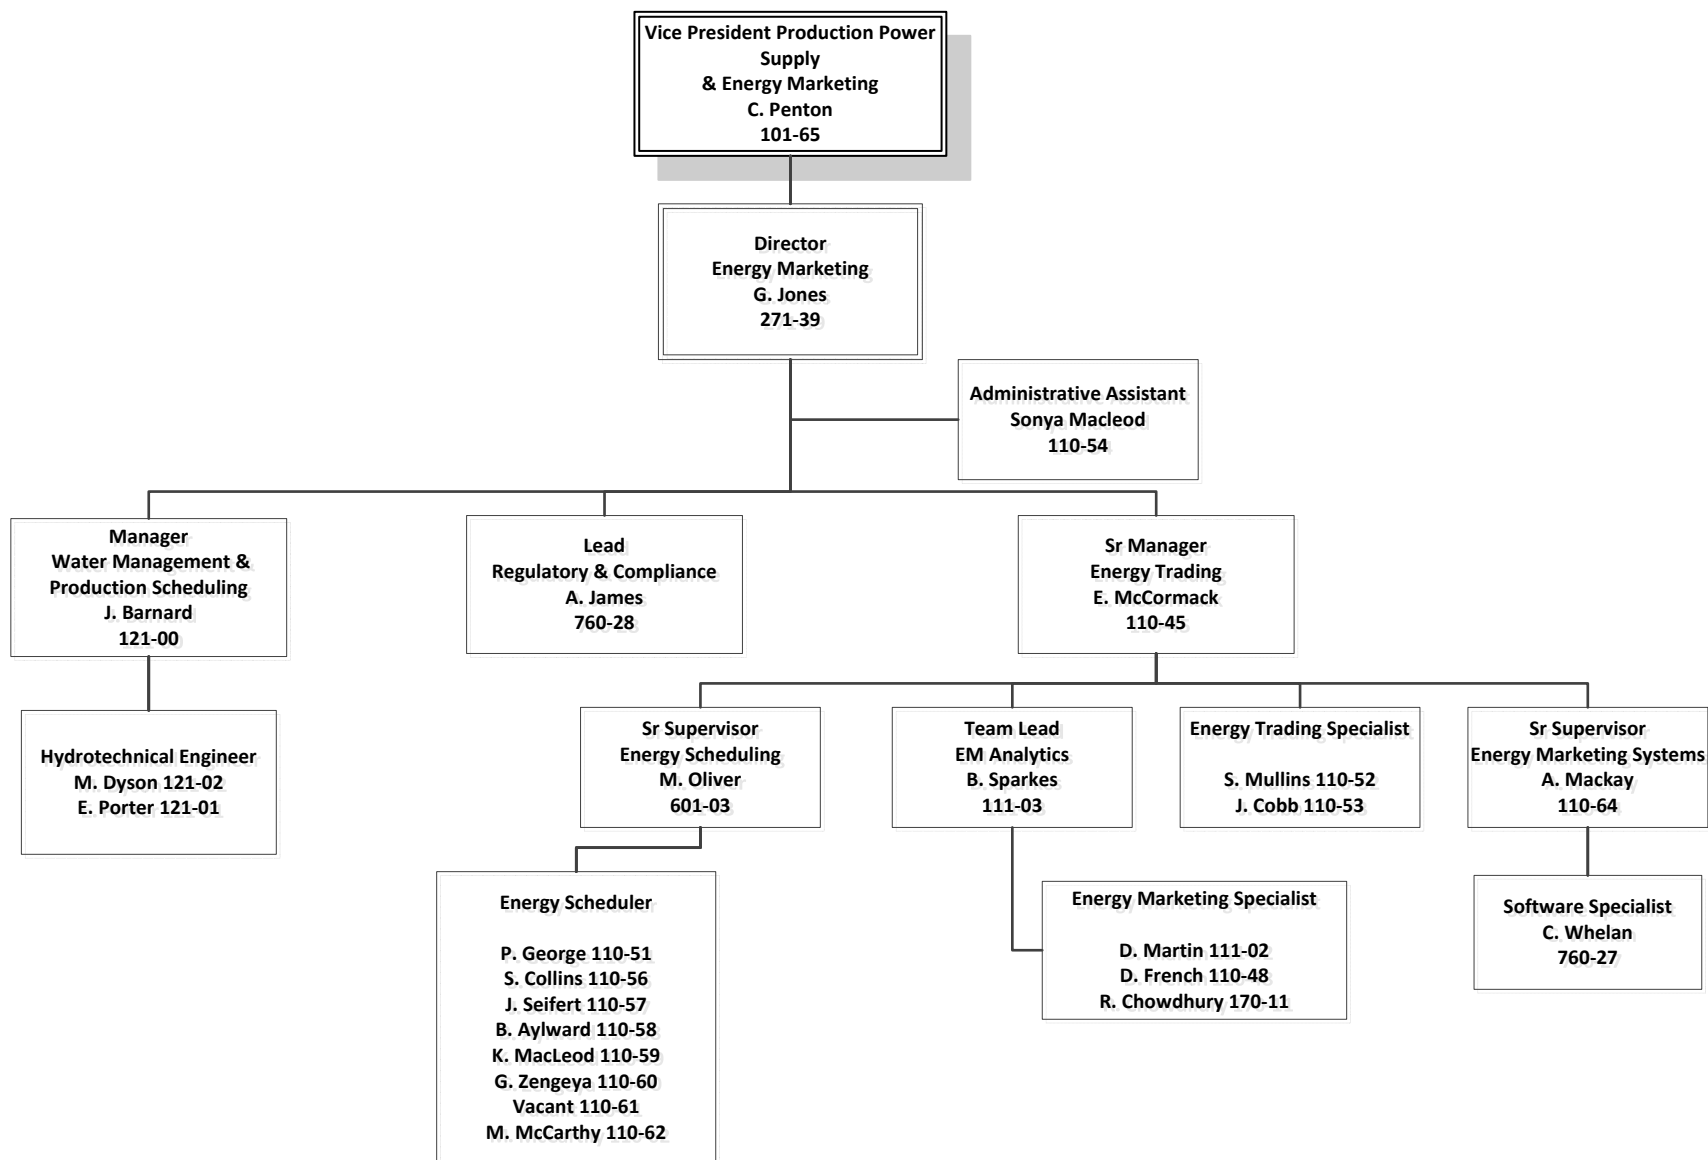 Vice President Production Power
Supply
& Energy Marketing
C. Penton
101-65
Director
Energy Marketing
G. Jones
271-39
Administrative Assistant
Sonya Macleod
110-54
Manager
Water Management &
Production Scheduling
J. Barnard
121-00
Lead
Regulatory & Compliance
A. James
760-28
Sr Manager
Energy Trading
E. McCormack
110-45
Hydrotechnical Engineer
M. Dyson 121-02
E. Porter 121-01
Sr Supervisor
Energy Scheduling
M. Oliver
601-03
Team Lead
EM Analytics
B. Sparkes
111-03
Energy Trading Specialist
S. Mullins 110-52
J. Cobb 110-53
Sr Supervisor
Energy Marketing Systems
A. Mackay
110-64
Energy Scheduler
P. George 110-51
S. Collins 110-56
J. Seifert 110-57
B. Aylward 110-58
K. MacLeod 110-59
G. Zengeya 110-60
Vacant 110-61
M. McCarthy 110-62
Energy Marketing Specialist
D. Martin 111-02
D. French 110-48
R. Chowdhury 170-11
Software Specialist
C. Whelan
760-27